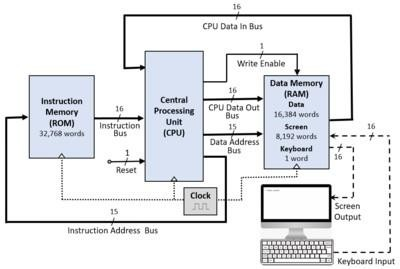 16
CPU Data In Bus
1
Write Enable
Instruction
Memory
(ROM)
32,768 words
16
Instruction
Bus
Central
Processing
Unit
(CPU)
16
CPU Data Out
Bus
15
Data Address
Bus
Data Memory
(RAM)
Data
16,384 words
Screen
8,192 words
Keyboard
1 word
16
16
1
Reset
Clock
Screen
Output
15
Instruction Address Bus
Keyboard Input